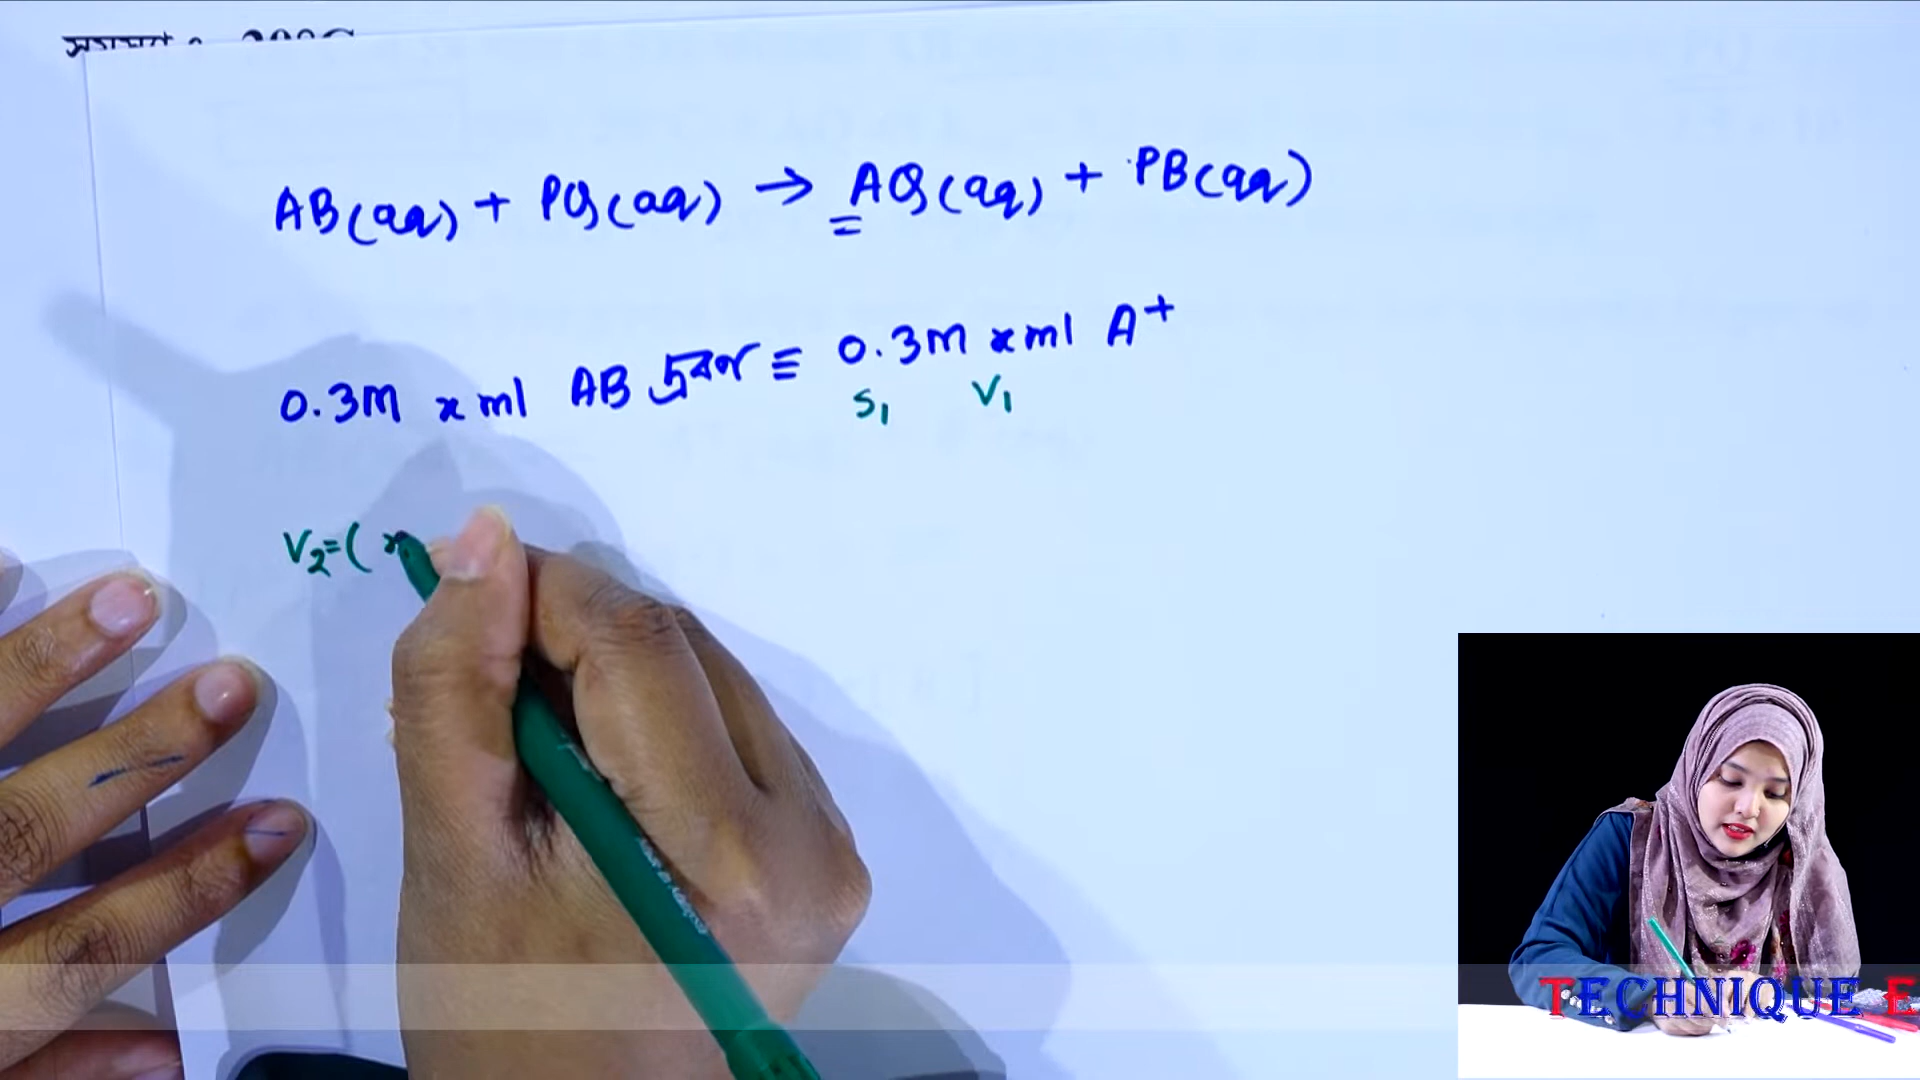 AB(aq) + PQ(aq) → AQ(aq) + PB(aq)
0.3M x ml AB দ্রবণ ≡ 0.3M x ml A⁺
S₁ V₁
V₂=( x
TECHNIQUE E